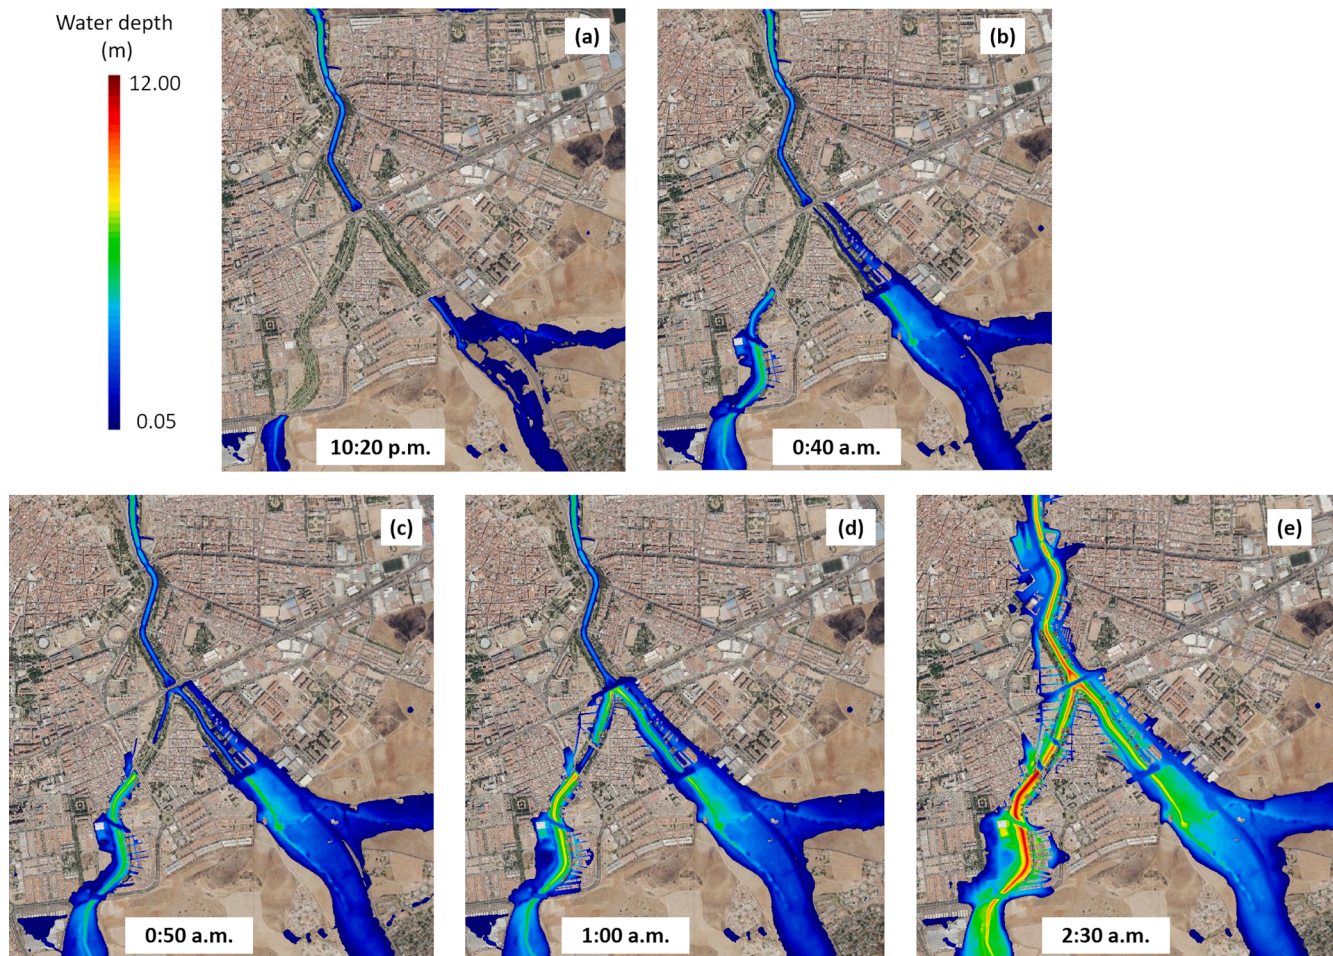 Water depth
(m)
12.00
0.05
(a)
10:20 p.m.
(b)
0:40 a.m.
(c)
0:50 a.m.
(d)
1:00 a.m.
(e)
2:30 a.m.